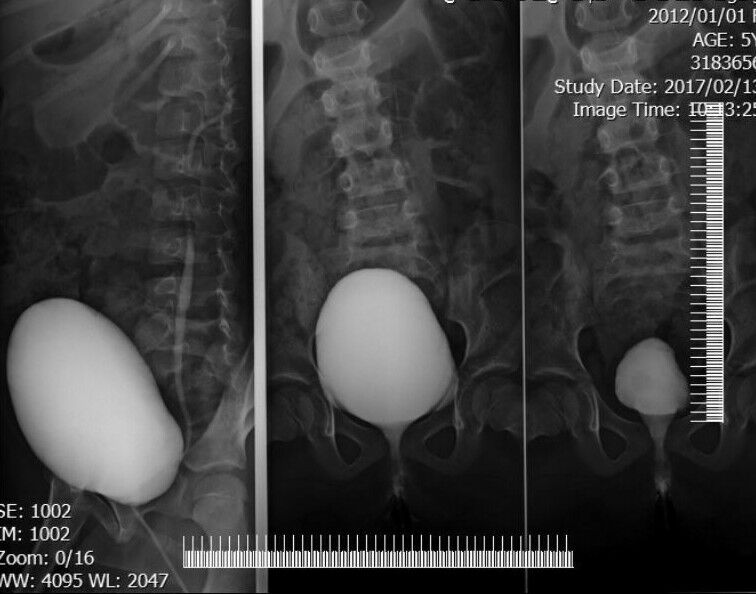 2012/01/01
AGE: 5Y
Study Date: 2017/02/13
Image Time:
SE: 1002
IM: 1002
Zoom: 0/16
WW: 4095 WL: 2047